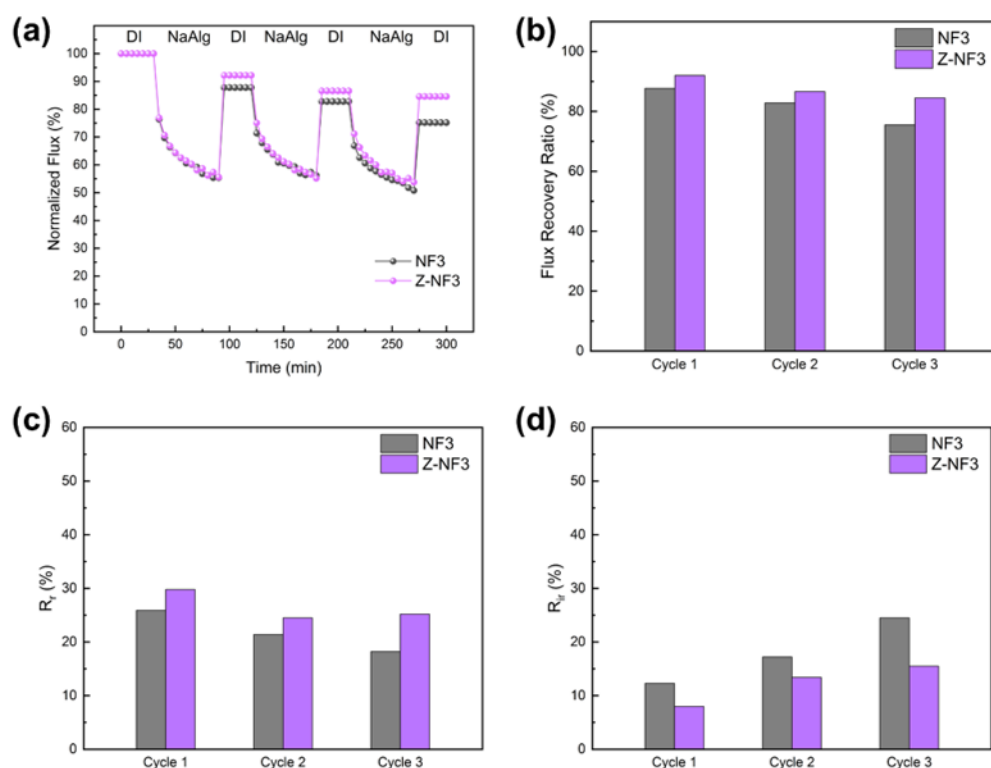 (a)
DI NaAlg DI NaAlg DI NaAlg DI
100
90
80
70
60
50
40
30
20
10
0
Normalized Flux (%)
NF3
Z-NF3
0 50 100 150 200 250 300
Time (min)
(b)
100
80
60
40
20
0
Flux Recovery Ratio (%)
NF3
Z-NF3
Cycle 1 Cycle 2 Cycle 3
(c)
60
50
40
30
20
10
0
Rr (%)
NF3
Z-NF3
Cycle 1 Cycle 2 Cycle 3
(d)
60
50
40
30
20
10
0
Rir (%)
NF3
Z-NF3
Cycle 1 Cycle 2 Cycle 3